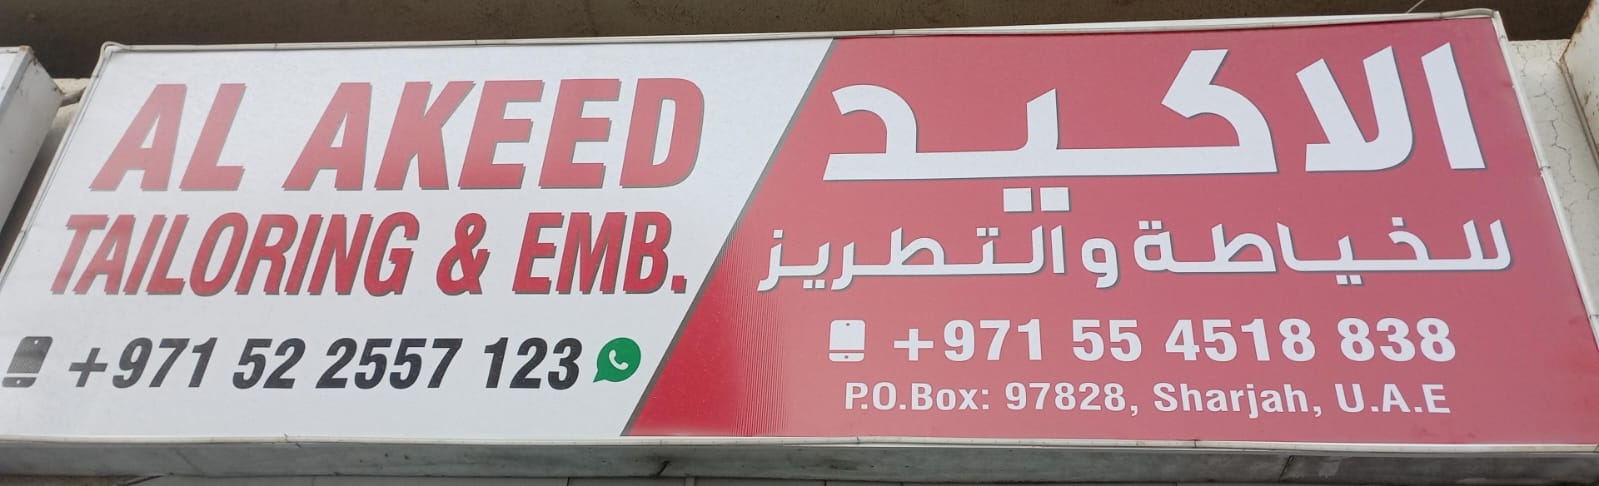 AL AKEED
TAILORING & EMB.
+971 52 2557 123
الاكيد
للخياطة والتطريز
+971 55 4518 838
P.O.Box: 97828, Sharjah, U.A.E